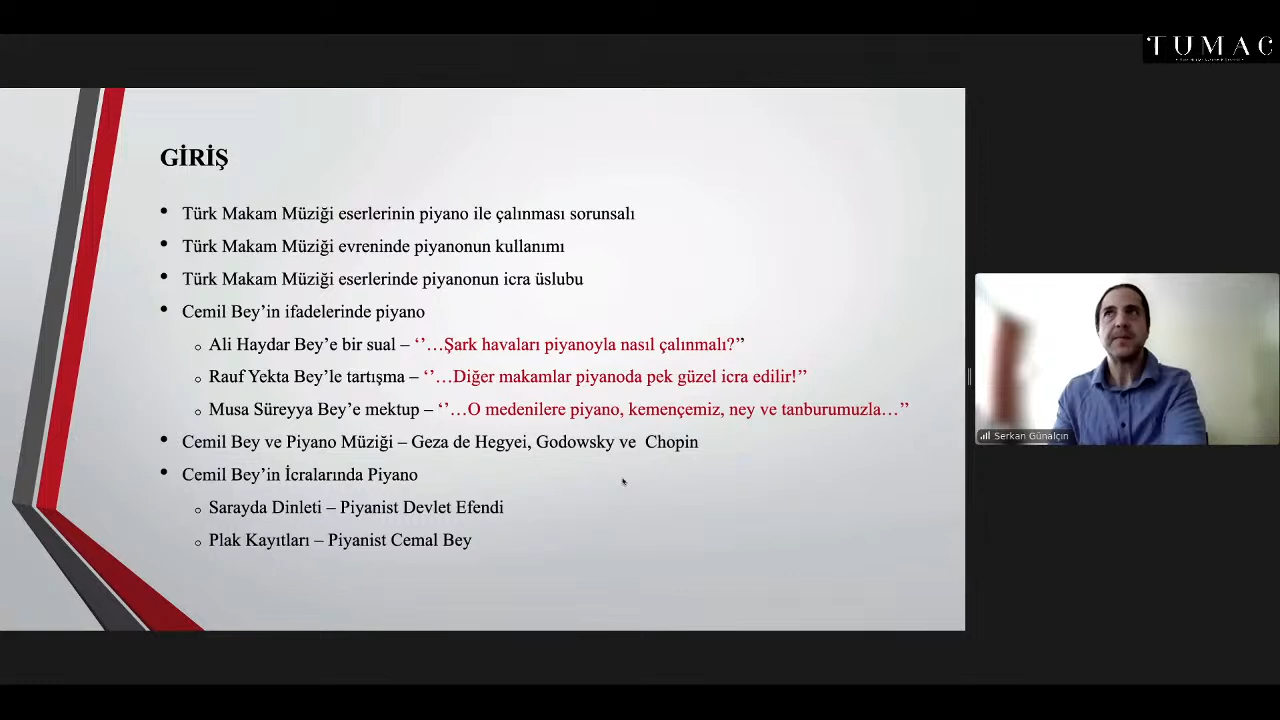 TUMAC
GİRİŞ
• Türk Makam Müziği eserlerinin piyano ile çalınması sorunsalı
• Türk Makam Müziği evreninde piyanonun kullanımı
• Türk Makam Müziği eserlerinde piyanonun icra üslubu
• Cemil Bey’in ifadelerinde piyano
o Ali Haydar Bey’e bir sual – ‘’…Şark havaları piyanoyla nasıl çalınmalı?’’
o Rauf Yekta Bey’le tartışma – ‘’…Diğer makamlar piyanoda pek güzel icra edilir!’’
o Musa Süreyya Bey’e mektup – ‘’…O medenilere piyano, kemençemiz, ney ve tanburumuzla…’’
• Cemil Bey ve Piyano Müziği – Geza de Hegyei, Godowsky ve Chopin
• Cemil Bey’in İcralarında Piyano
o Sarayda Dinleti – Piyanist Devlet Efendi
o Plak Kayıtları – Piyanist Cemal Bey
Serkan Günalçın